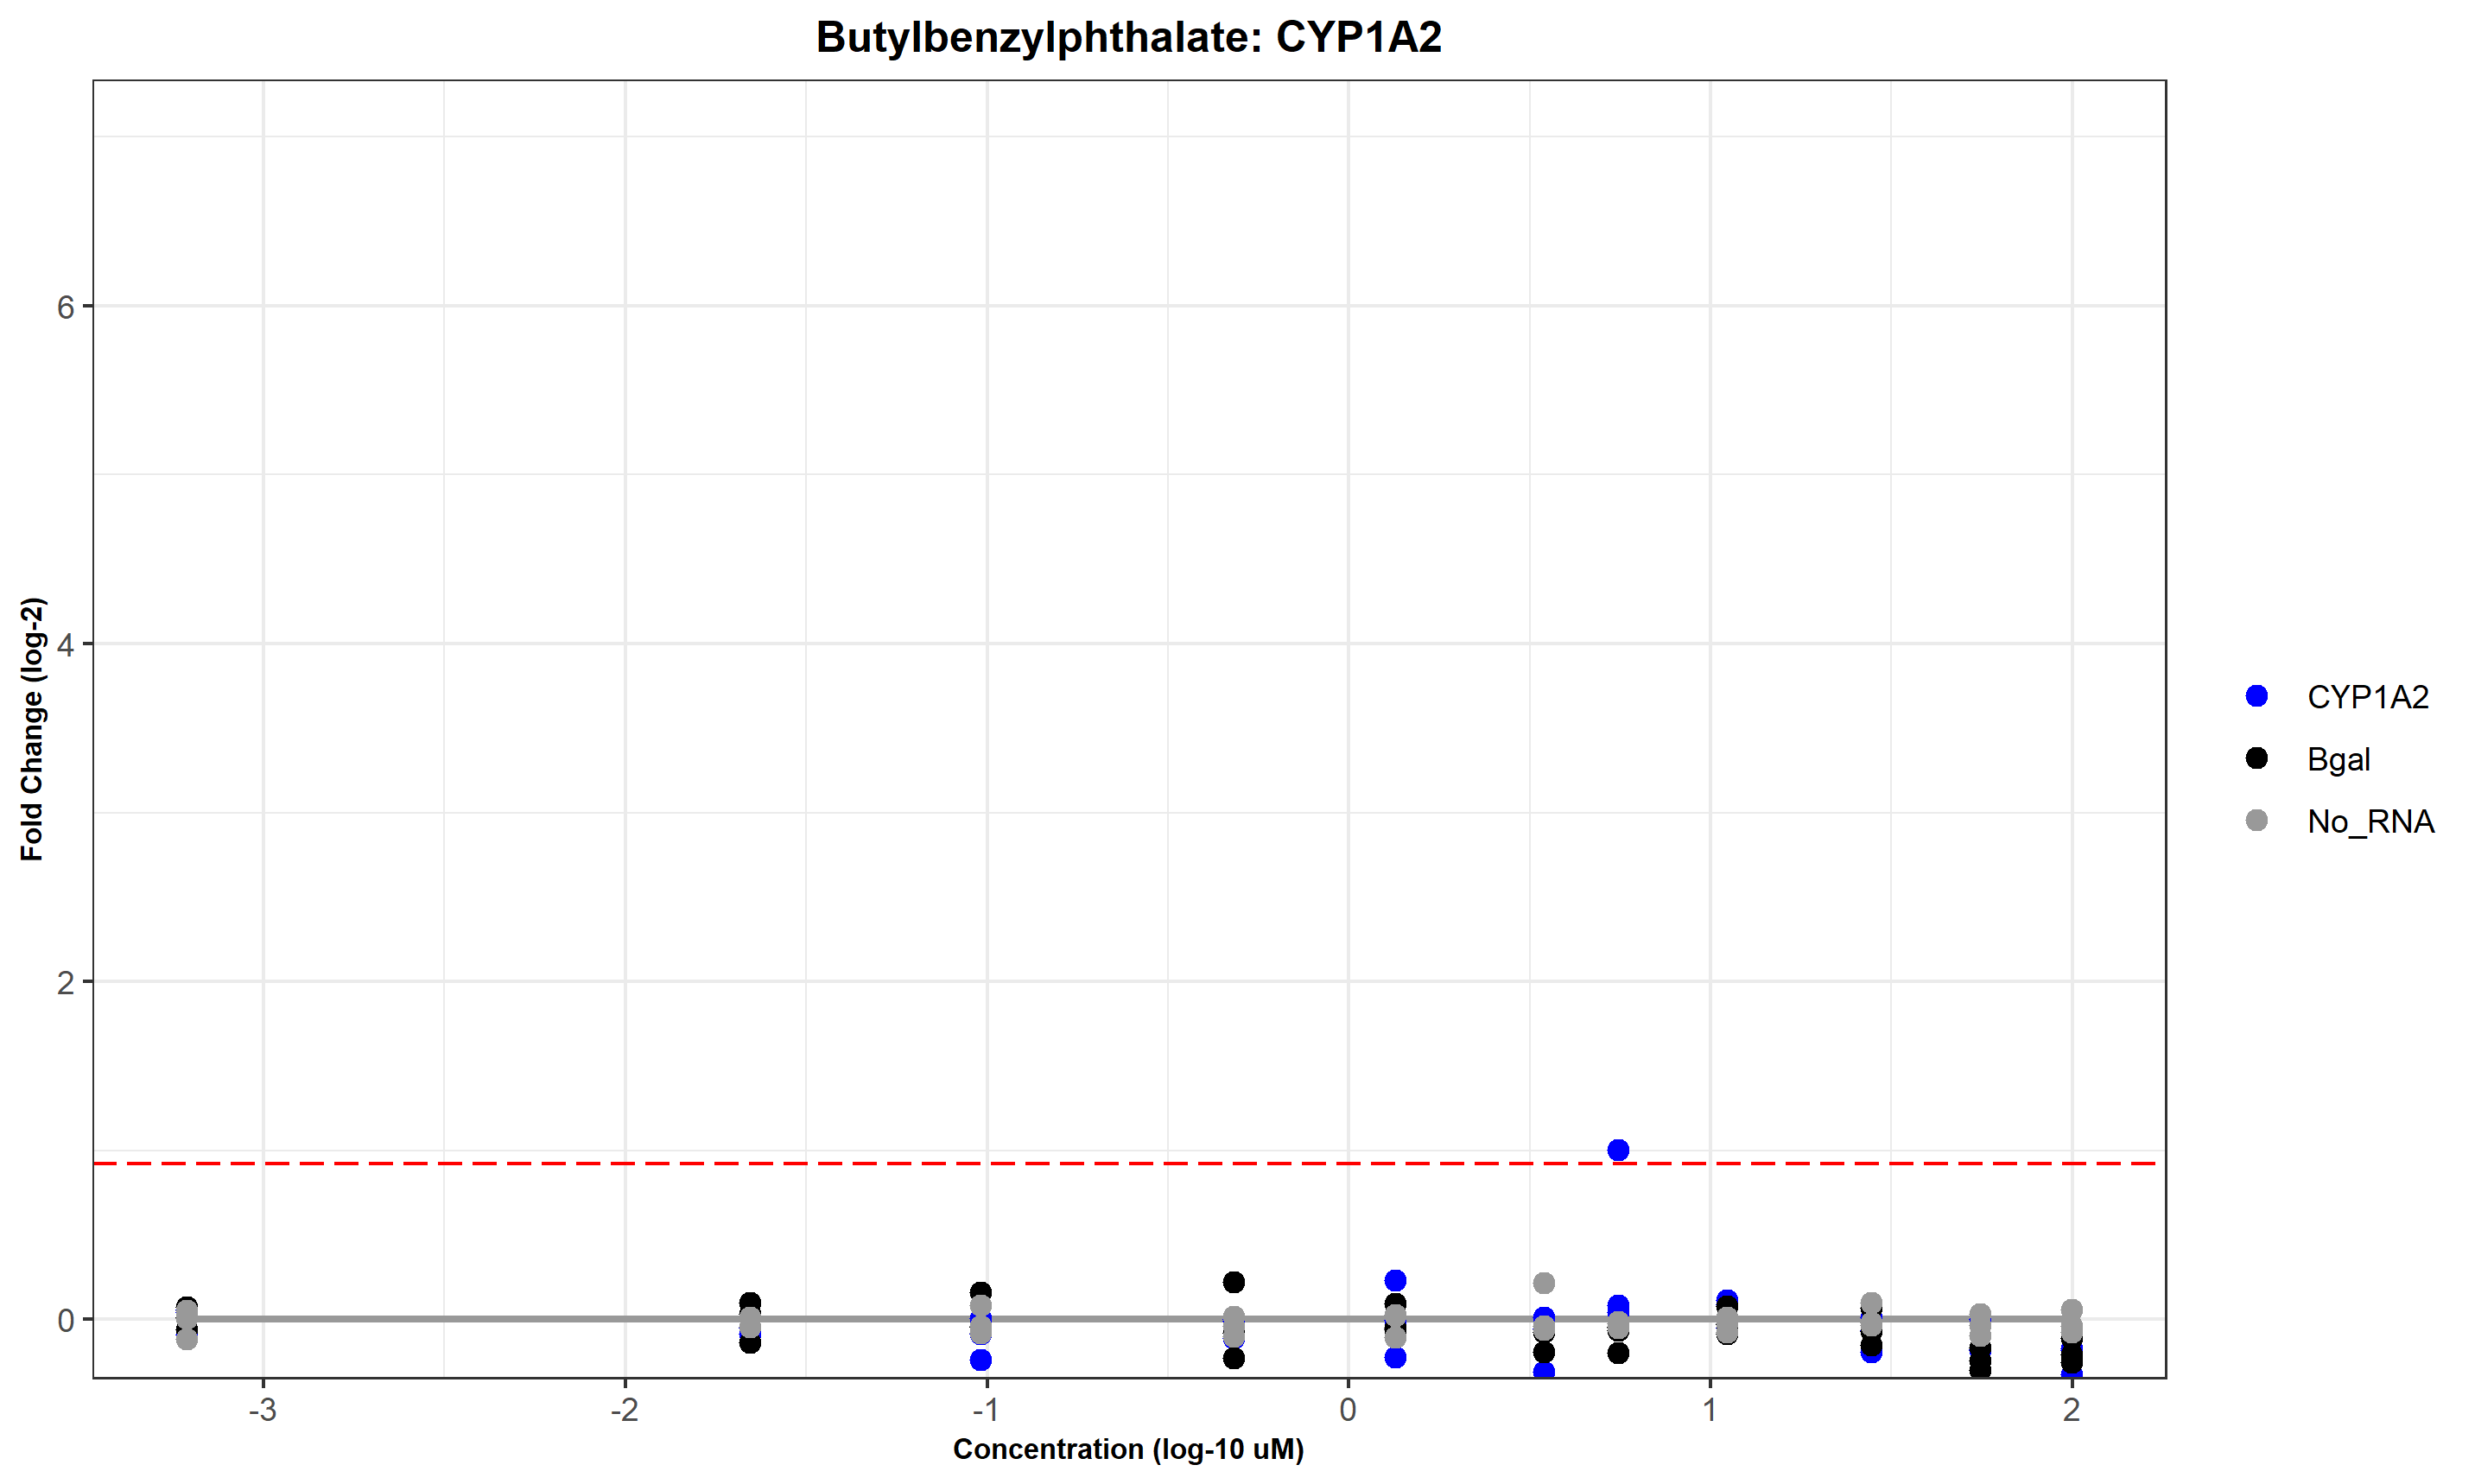 Butylbenzylphthalate: CYP1A2
Fold Change (log-2)
6
4
2
0
-3
-2
-1
0
1
2
Concentration (log-10 uM)
CYP1A2
Bgal
No_RNA